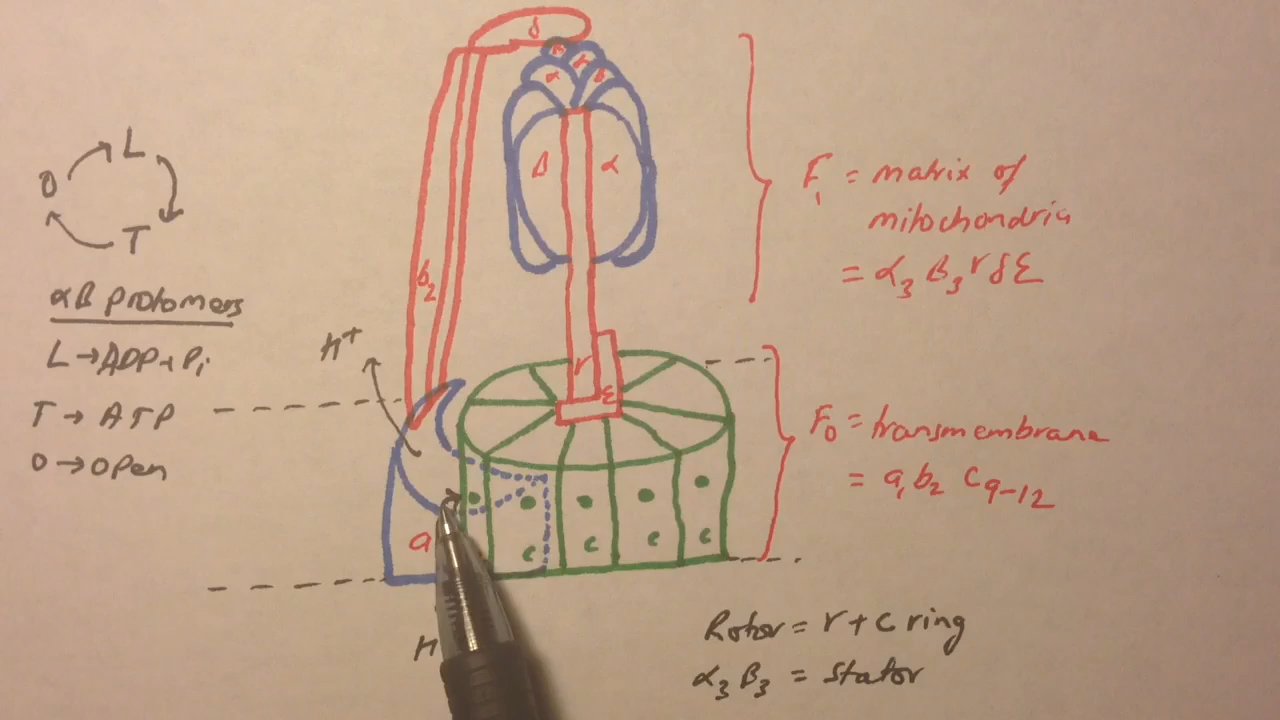 δ
α
α
α
β
β
α
L
O
T
αβ protomers
L → ADP + Pi
T → ATP
O → open
b₂
H⁺
F₁ = matrix of
mitochondria
= α₃ β₃ γ δ ε
γ
ε
F₀ = transmembrane
= a₁ b₂ c₉₋₁₂
a
c
c
c
c
H
Rotor = γ + c ring
α₃ β₃ = stator